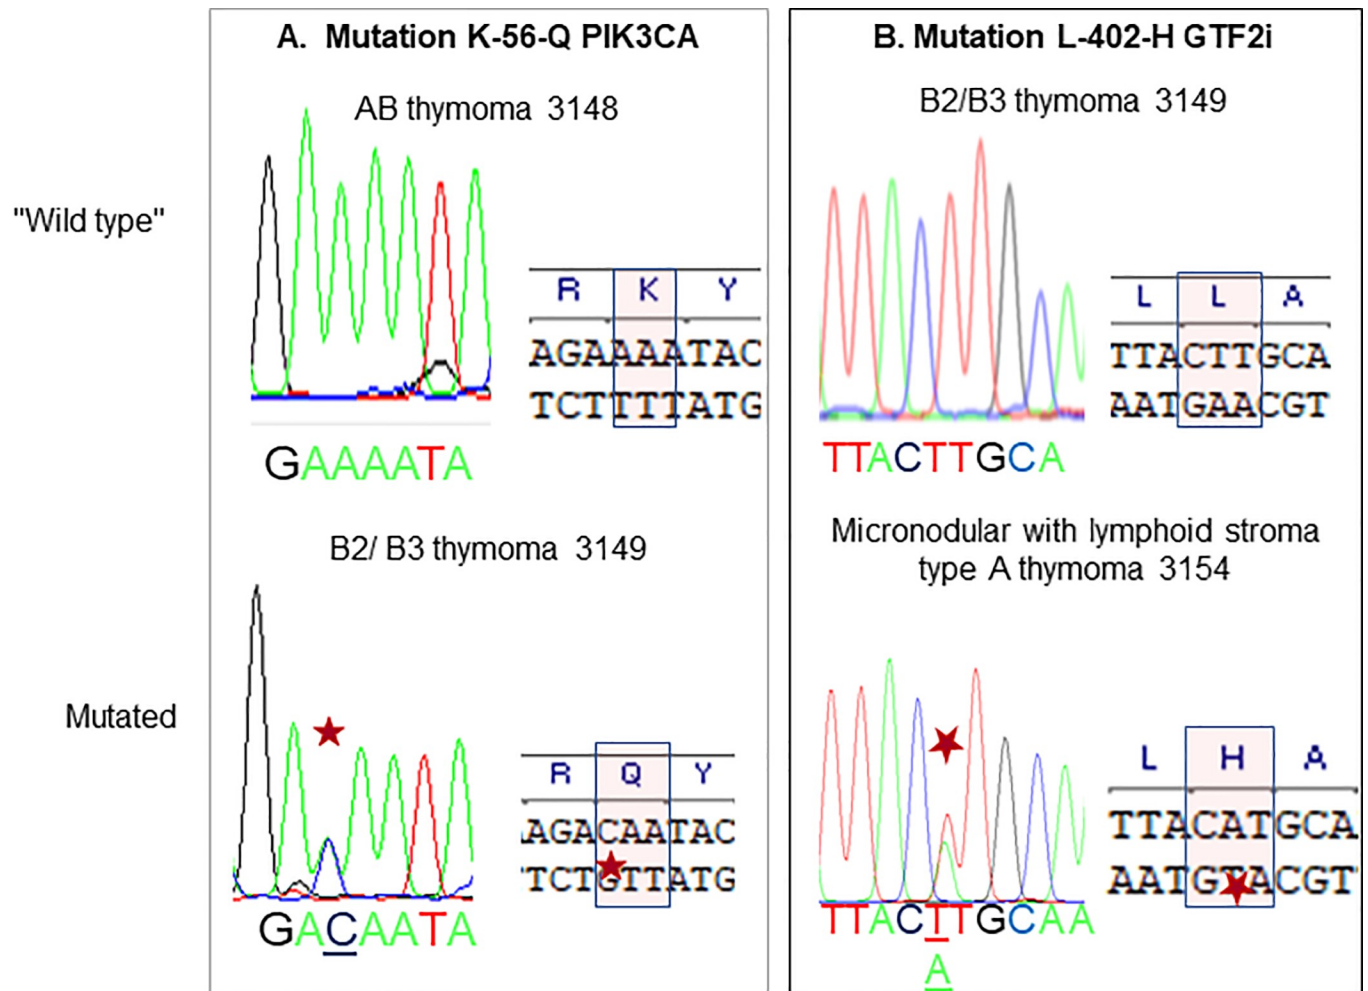 A. Mutation K-56-Q PIK3CA
AB thymoma 3148
"Wild type"
R K Y
AGAAAATAC
TCTTTTATG
GAAAATA
B2/ B3 thymoma 3149
Mutated
R Q Y
AGACAATAC
TCTGTTATG
GACAATA
B. Mutation L-402-H GTF2i
B2/B3 thymoma 3149
L L A
TTACTTGCA
AATGAACGT
TTACTTGCA
Micronodular with lymphoid stroma
type A thymoma 3154
L H A
TTACATGCA
AATGTACGT
TTACTTGCAA
A